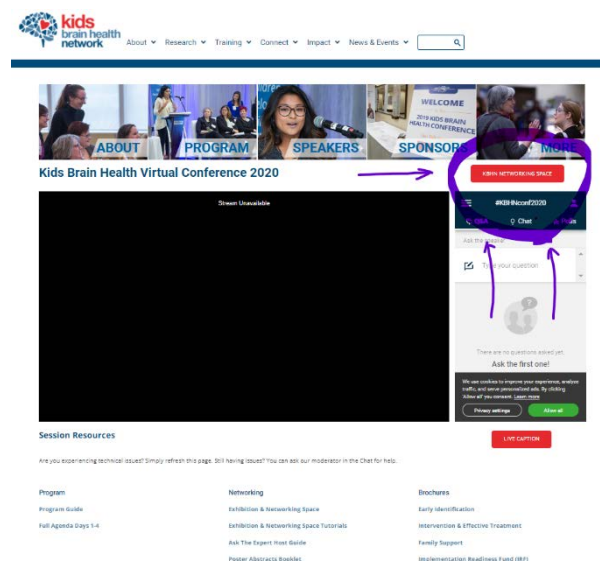 kids
brain health
network
About Research Training Connect Impact News & Events
WELCOME
2019 KIDS BRAIN
HEALTH CONFERENCE
ABOUT PROGRAM SPEAKERS SPONSORS MORE
Kids Brain Health Virtual Conference 2020
KBHN NETWORKING SPACE
Stream Unavailable
#KBHNconf2020
Q&A Chat Polls
Ask the speaker
Type your question
There are no questions asked yet.
Ask the first one!
We use cookies to improve your experience, analyze
traffic, and serve personalized ads. By clicking
'Allow all' you consent. Learn more
Privacy settings Allow all
Session Resources
LIVE CAPTION
Are you experiencing technical issues? Simply refresh this page. Still having issues? You can ask our moderator in the Chat for help.
Program Networking Brochures
Program Guide Exhibition & Networking Space Early Identification
Full Agenda Days 1-4 Exhibition & Networking Space Tutorials Intervention & Effective Treatment
Ask The Expert Host Guide Family Support
Poster Abstracts Booklet Implementation Readiness Fund (IRF)